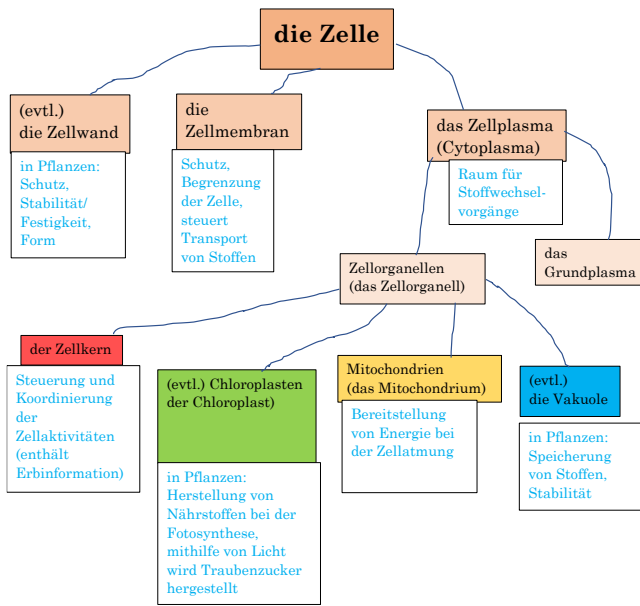 die Zelle
(evtl.)
die Zellwand
in Pflanzen:
Schutz,
Stabilität/
Festigkeit,
Form
die
Zellmembran
Schutz,
Begrenzung
der Zelle,
steuert
Transport
von Stoffen
das Zellplasma
(Cytoplasma)
Raum für
Stoffwechsel-
vorgänge
das
Grundplasma
Zellorganellen
(das Zellorganell)
der Zellkern
Steuerung und
Koordinierung
der
Zellaktivitäten
(enthält
Erbinformation)
(evtl.) Chloroplasten
der Chloroplast)
in Pflanzen:
Herstellung von
Nährstoffen bei der
Fotosynthese,
mithilfe von Licht
wird Traubenzucker
hergestellt
Mitochondrien
(das Mitochondrium)
Bereitstellung
von Energie bei
der Zellatmung
(evtl.)
die Vakuole
in Pflanzen:
Speicherung
von Stoffen,
Stabilität